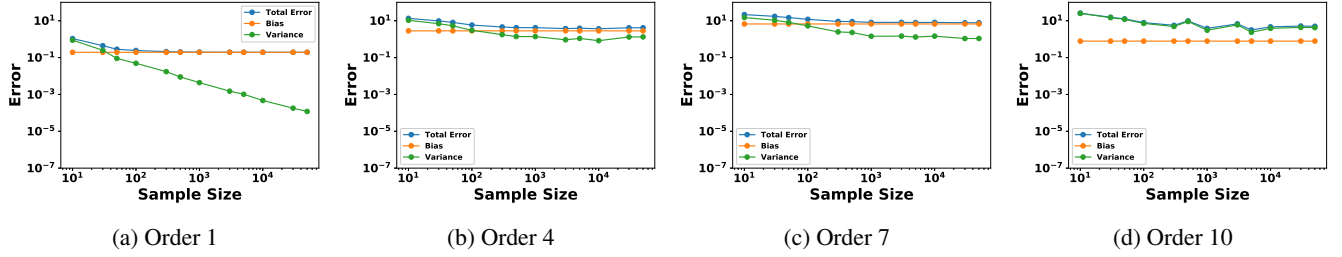 Error
10¹
10⁻¹
10⁻³
10⁻⁵
10⁻⁷
Total Error
Bias
Variance
10¹ 10² 10³ 10⁴
Sample Size
(a) Order 1
Error
10¹
10⁻¹
10⁻³
10⁻⁵
10⁻⁷
Total Error
Bias
Variance
10¹ 10² 10³ 10⁴
Sample Size
(b) Order 4
Error
10¹
10⁻¹
10⁻³
10⁻⁵
10⁻⁷
Total Error
Bias
Variance
10¹ 10² 10³ 10⁴
Sample Size
(c) Order 7
Error
10¹
10⁻¹
10⁻³
10⁻⁵
10⁻⁷
Total Error
Bias
Variance
10¹ 10² 10³ 10⁴
Sample Size
(d) Order 10